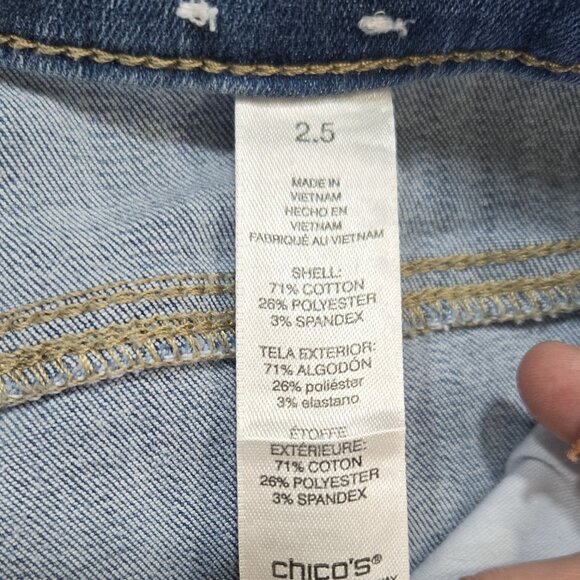 2.5
MADE IN
VIETNAM
HECHO EN
VIETNAM
FABRIQUÉ AU VIETNAM
SHELL:
71% COTTON
26% POLYESTER
3% SPANDEX
TELA EXTERIOR:
71% ALGODÓN
26% poliéster
3% elastano
ÉTOFFE
EXTÉRIEURE:
71% COTON
26% POLYESTER
3% SPANDEX
chico's®